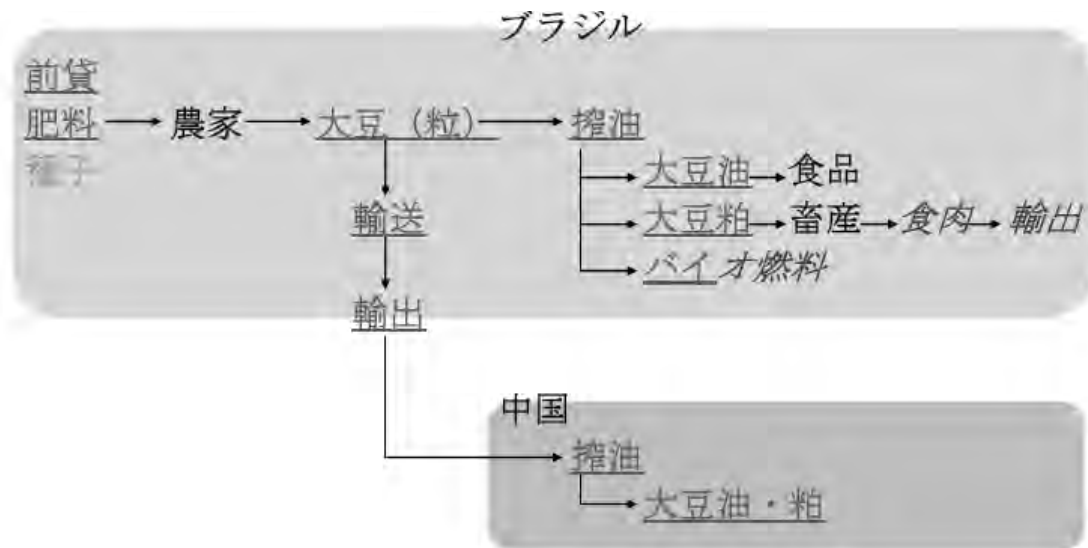 ブラジル
前貸
肥料 農家 大豆（粒） 搾油
種子
大豆油 食品
輸送 大豆粕 畜産 食肉 輸出
バイオ燃料
輸出
中国
搾油
大豆油・粕